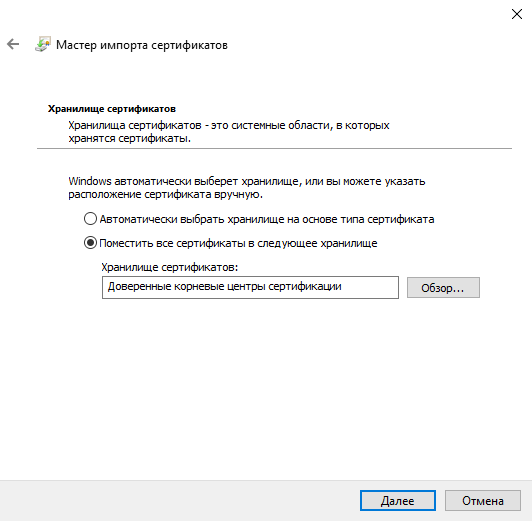 Мастер импорта сертификатов
Хранилище сертификатов
Хранилища сертификатов - это системные области, в которых
хранятся сертификаты.
Windows автоматически выберет хранилище, или вы можете указать
расположение сертификата вручную.
Автоматически выбрать хранилище на основе типа сертификата
Поместить все сертификаты в следующее хранилище
Хранилище сертификатов:
Доверенные корневые центры сертификации
Обзор...
Далее
Отмена